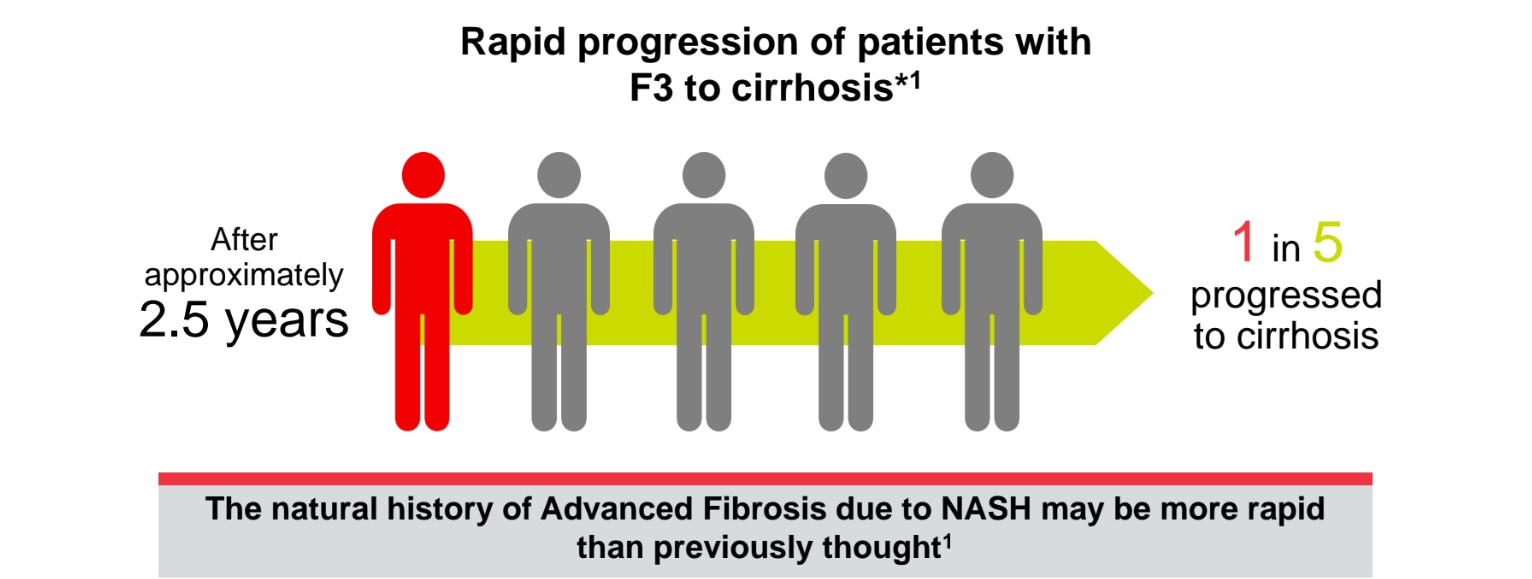 Rapid progression of patients with
F3 to cirrhosis*¹
After
approximately
2.5 years
1 in 5
progressed
to cirrhosis
The natural history of Advanced Fibrosis due to NASH may be more rapid
than previously thought¹